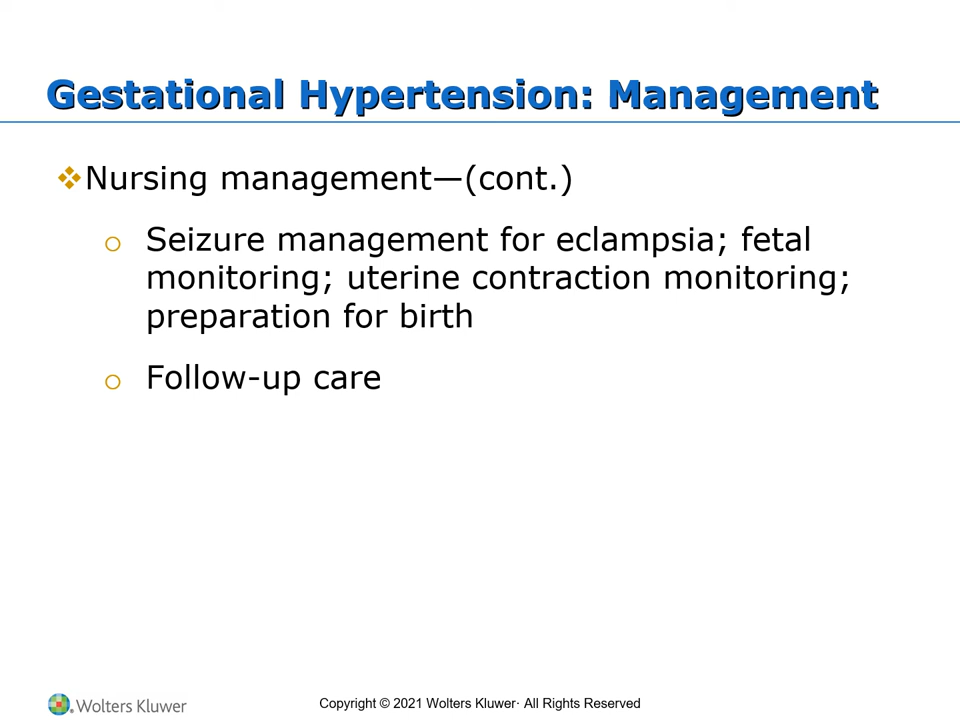 Gestational Hypertension: Management
❖Nursing management—(cont.)
o Seizure management for eclampsia; fetal
monitoring; uterine contraction monitoring;
preparation for birth
o Follow-up care
Wolters Kluwer
Copyright © 2021 Wolters Kluwer· All Rights Reserved